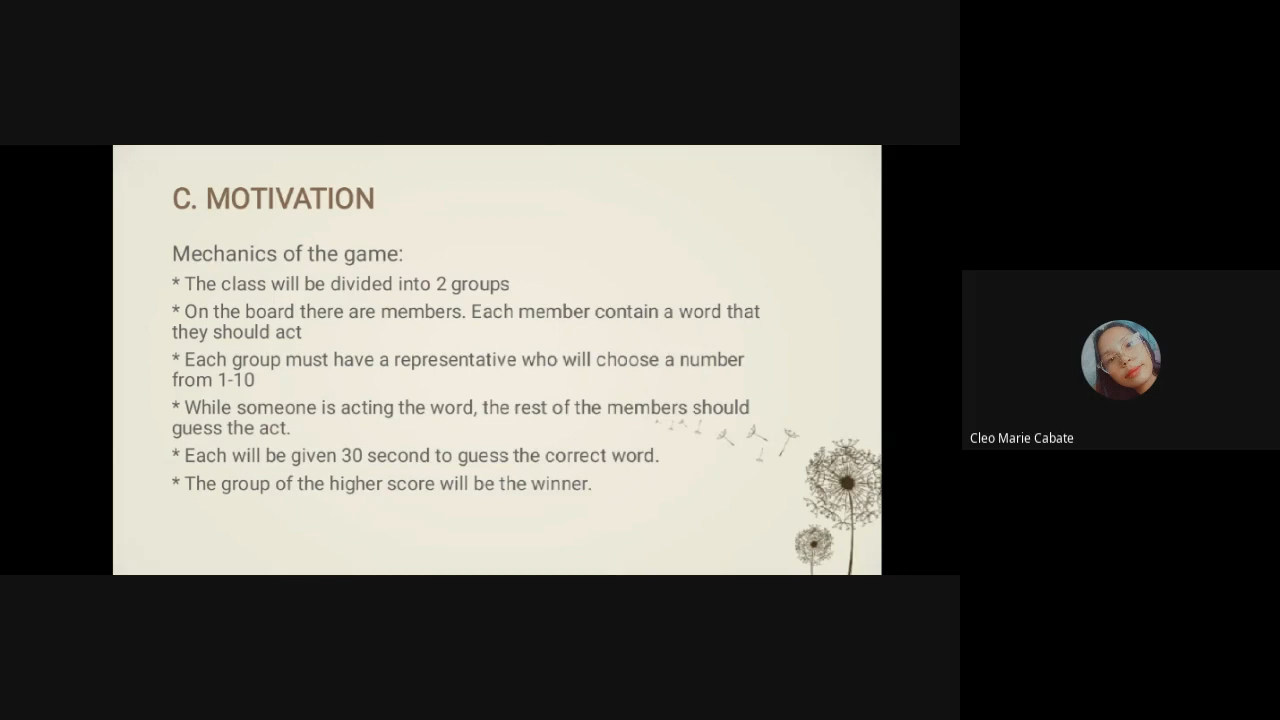 C. MOTIVATION
Mechanics of the game:
* The class will be divided into 2 groups
* On the board there are members. Each member contain a word that
they should act
* Each group must have a representative who will choose a number
from 1-10
* While someone is acting the word, the rest of the members should
guess the act.
* Each will be given 30 second to guess the correct word.
* The group of the higher score will be the winner.
Cleo Marie Cabate